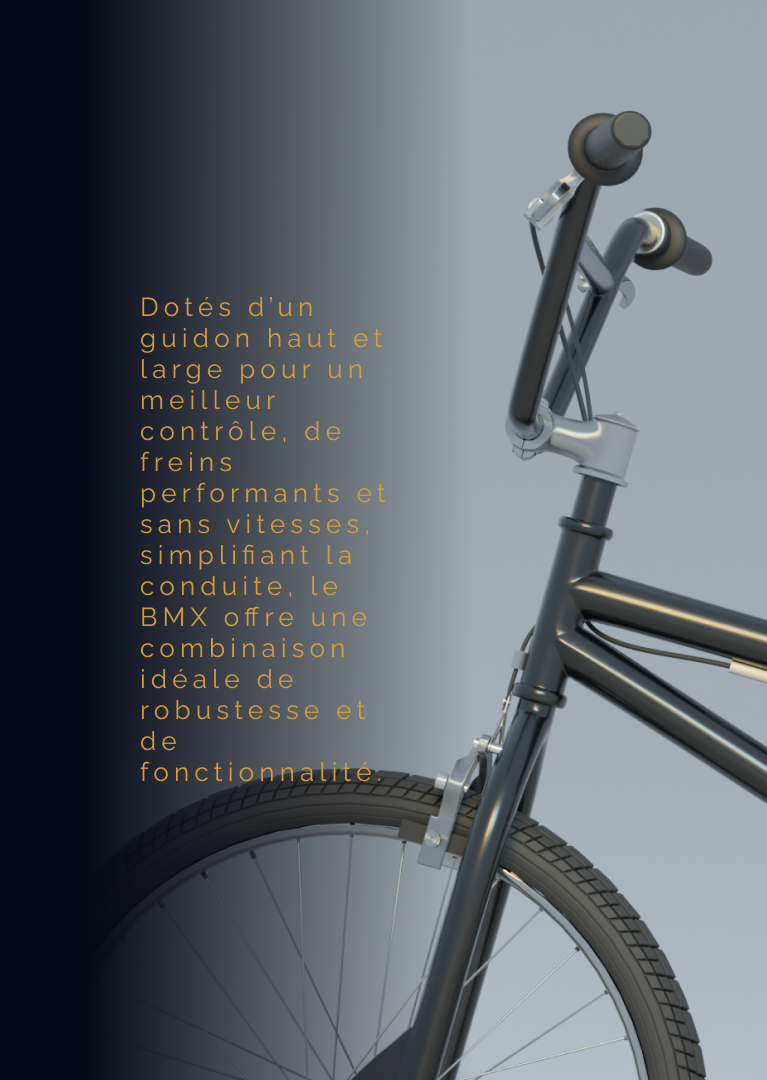 Dotés d’un
guidon haut et
large pour un
meilleur
contrôle, de
freins
performants et
sans vitesses,
simplifiant la
conduite, le
BMX offre une
combinaison
idéale de
robustesse et
de
fonctionnalité.